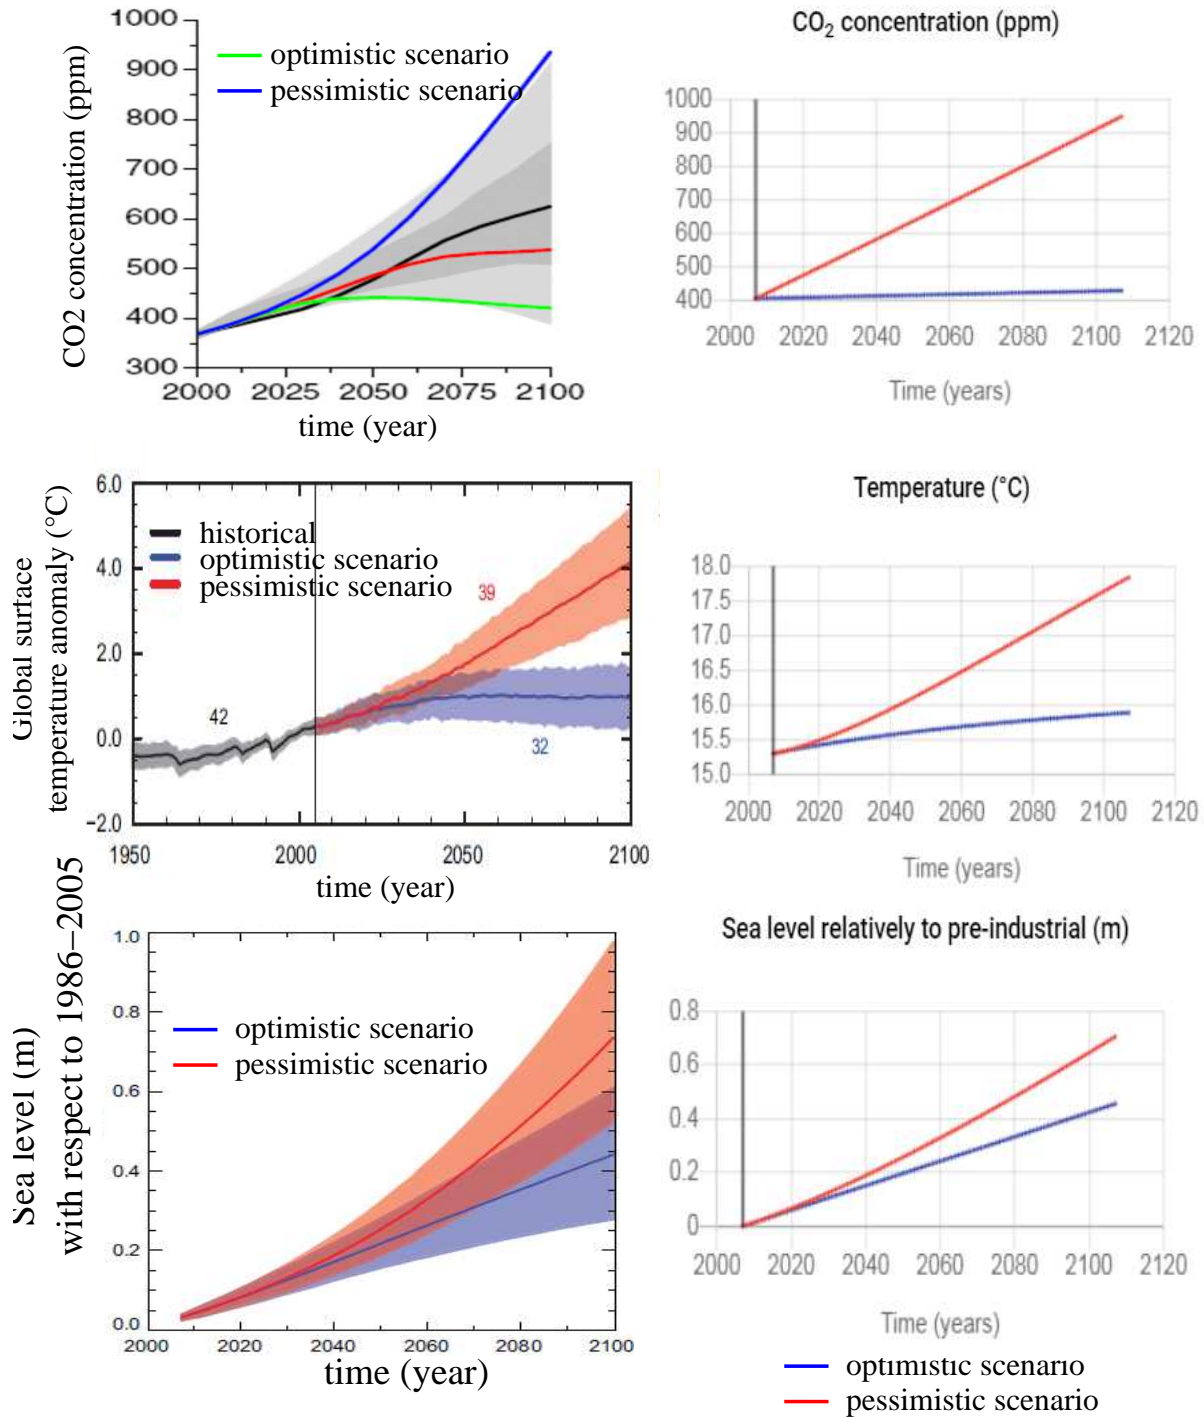 CO2 concentration (ppm)
1000
900
800
700
600
500
400
300
optimistic scenario
pessimistic scenario
2000 2025 2050 2075 2100
time (year)
CO2 concentration (ppm)
1000
900
800
700
600
500
400
2000 2020 2040 2060 2080 2100 2120
Time (years)
Global surface
temperature anomaly (°C)
6.0
4.0
2.0
0.0
−2.0
historical
optimistic scenario
pessimistic scenario
39
42
32
1950 2000 2050 2100
time (year)
Temperature (°C)
18.0
17.5
17.0
16.5
16.0
15.5
15.0
2000 2020 2040 2060 2080 2100 2120
Time (years)
Sea level (m)
with respect to 1986−2005
1.0
0.8
0.6
0.4
0.2
0.0
optimistic scenario
pessimistic scenario
2000 2020 2040 2060 2080 2100
time (year)
Sea level relatively to pre-industrial (m)
0.8
0.6
0.4
0.2
0
2000 2020 2040 2060 2080 2100 2120
Time (years)
optimistic scenario
pessimistic scenario